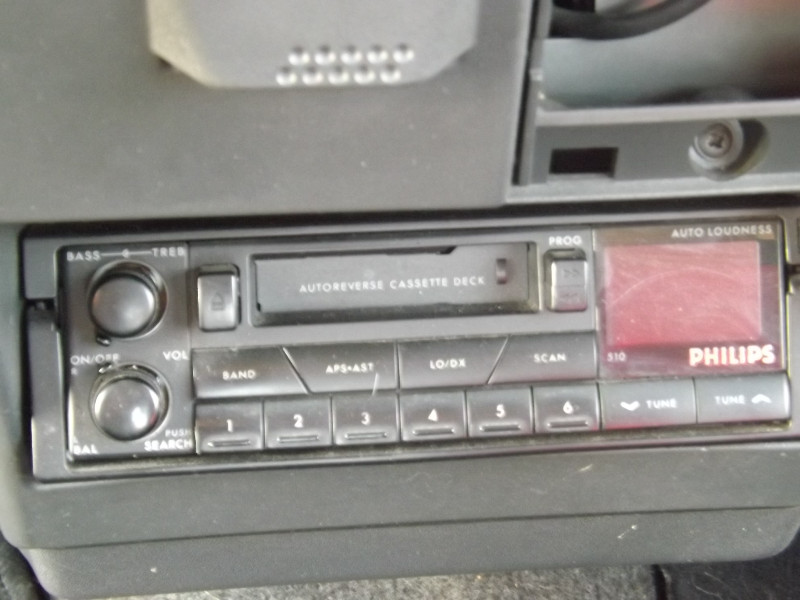 AUTO LOUDNESS
BASS TREB
PROG
AUTOREVERSE CASSETTE DECK
ON/OFF VOL
510 PHILIPS
BAND APS•AST LO/DX SCAN
1 2 3 4 5 6 TUNE TUNE
PUSH
BAL SEARCH